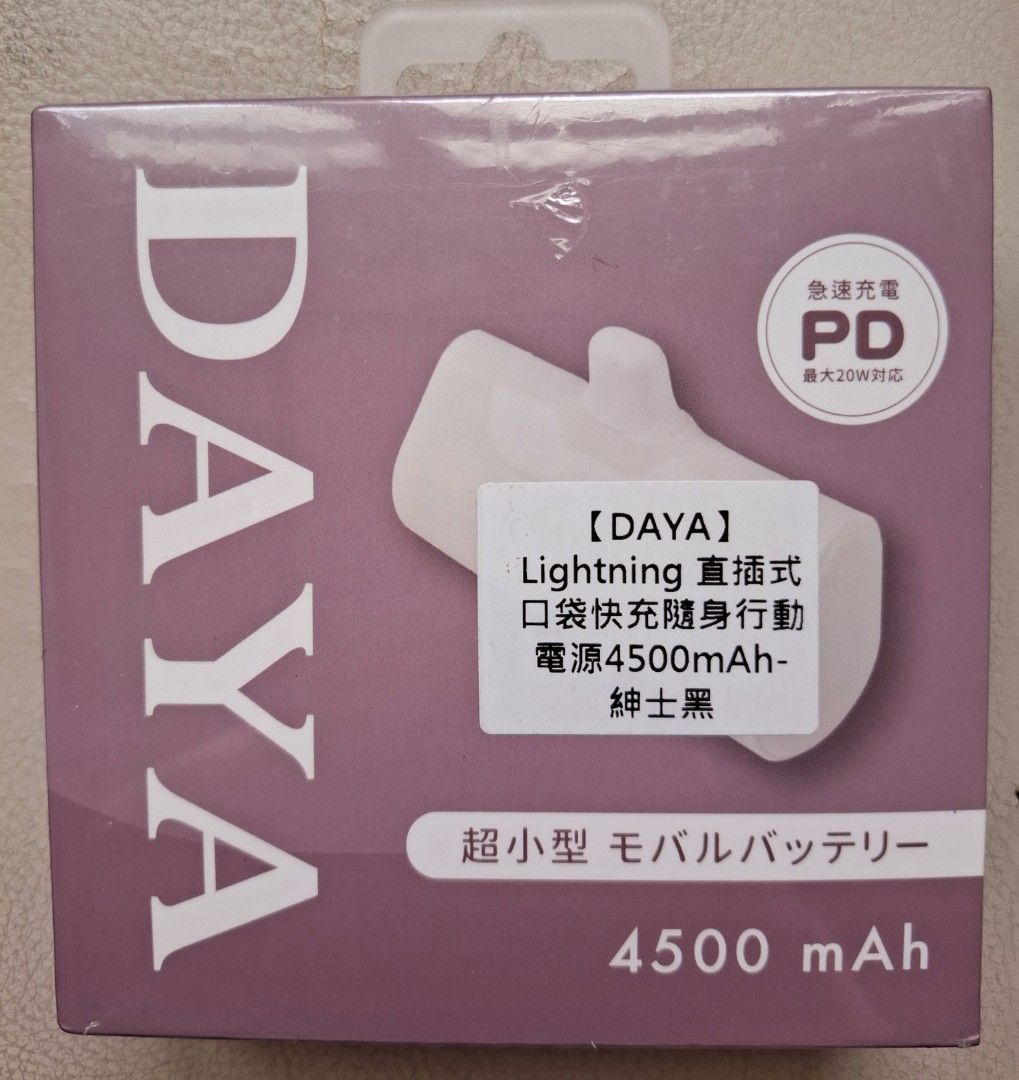 DAYA
急速充電
PD
最大20W対応
【DAYA】
Lightning 直插式
口袋快充隨身行動
電源4500mAh-
紳士黑
超小型 モバルバッテリー
4500 mAh